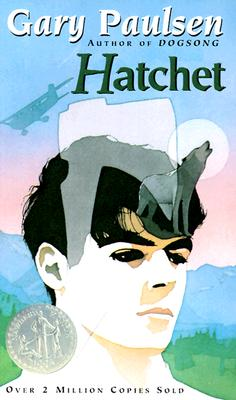 Gary Paulsen
AUTHOR OF DOGSONG
Hatchet
OVER 2 MILLION COPIES SOLD